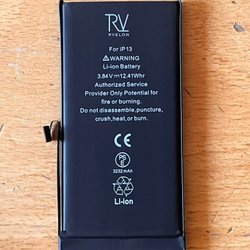 RV
RVELON
For iP13
⚠WARNING
Li-ion Battery
3.84V⎓12.41Whr
Authorized Service
Provider Only Potential for
fire or burning.
Do not disassemble,puncture,
crush,heat,or burn.
CE
PS
E
3232mAh
Li-ion